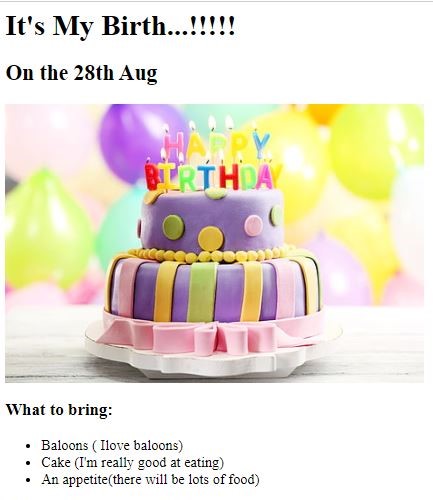 It's My Birth...!!!!!
On the 28th Aug
HAPPY
BIRTHDAY
What to bring:
Baloons ( Ilove baloons)
Cake (I'm really good at eating)
An appetite(there will be lots of food)